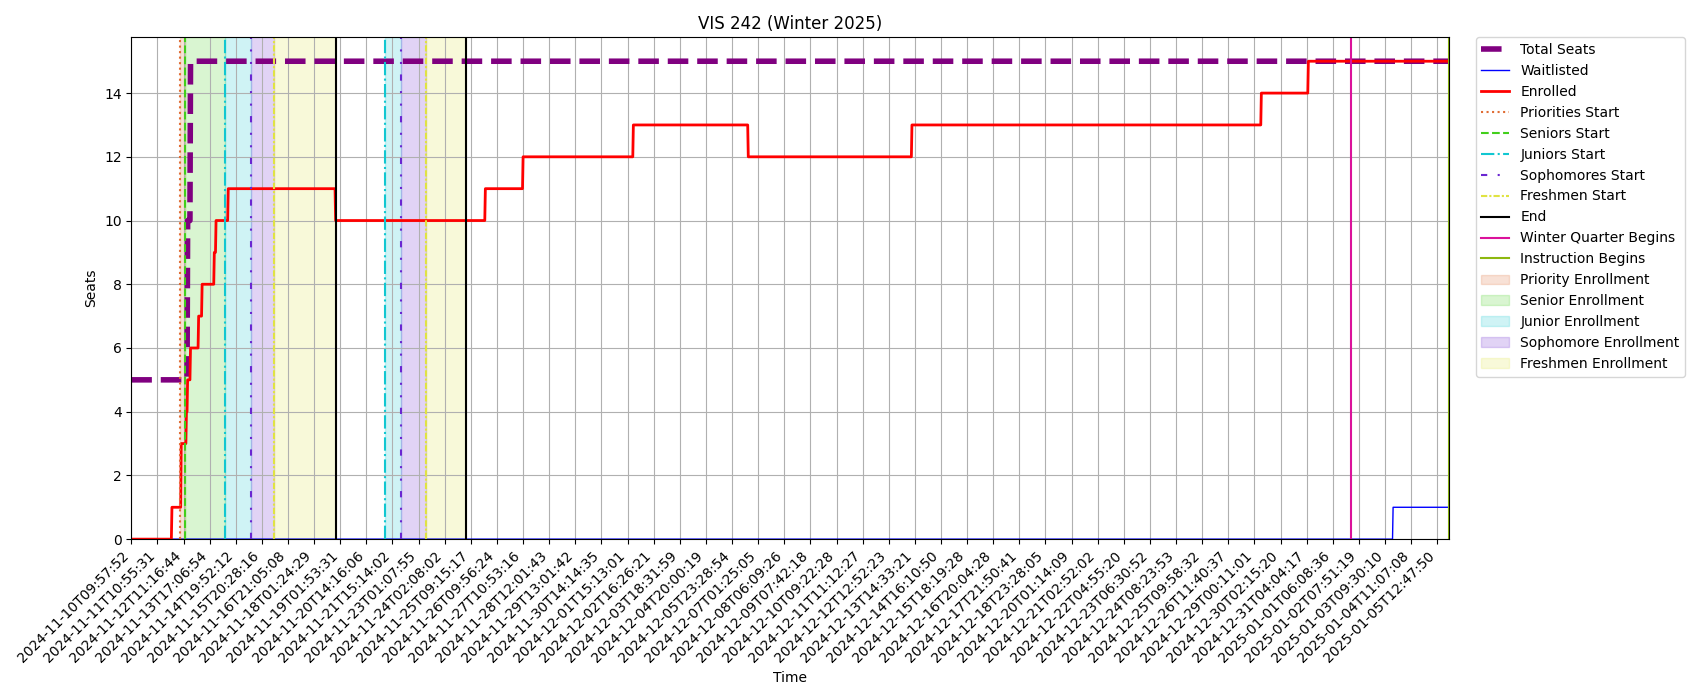 VIS 242 (Winter 2025)
Seats
14
12
10
8
6
4
2
0
2024-11-10T09:57:52
2024-11-11T10:55:31
2024-11-12T11:16:44
2024-11-13T17:06:54
2024-11-14T19:52:12
2024-11-15T20:28:16
2024-11-16T21:05:08
2024-11-18T01:24:29
2024-11-19T01:53:31
2024-11-20T14:16:06
2024-11-21T15:14:02
2024-11-23T01:07:55
2024-11-24T02:08:02
2024-11-25T09:15:17
2024-11-26T09:56:24
2024-11-27T10:53:16
2024-11-28T12:01:43
2024-11-29T13:01:42
2024-11-30T14:14:35
2024-12-01T15:13:01
2024-12-02T16:26:21
2024-12-03T18:31:59
2024-12-04T20:00:19
2024-12-05T23:28:54
2024-12-07T01:25:05
2024-12-08T06:09:26
2024-12-09T07:42:18
2024-12-10T09:22:28
2024-12-11T11:12:27
2024-12-12T12:52:23
2024-12-13T14:33:21
2024-12-14T16:10:50
2024-12-15T18:19:28
2024-12-16T20:04:28
2024-12-17T21:50:41
2024-12-18T23:28:05
2024-12-20T01:14:09
2024-12-21T02:52:02
2024-12-22T04:55:20
2024-12-23T06:30:52
2024-12-24T08:23:53
2024-12-25T09:58:32
2024-12-26T11:40:37
2024-12-29T00:11:01
2024-12-30T02:15:20
2024-12-31T04:04:17
2025-01-01T06:08:36
2025-01-02T07:51:19
2025-01-03T09:30:10
2025-01-04T11:07:08
2025-01-05T12:47:50
Time
Total Seats
Waitlisted
Enrolled
Priorities Start
Seniors Start
Juniors Start
Sophomores Start
Freshmen Start
End
Winter Quarter Begins
Instruction Begins
Priority Enrollment
Senior Enrollment
Junior Enrollment
Sophomore Enrollment
Freshmen Enrollment